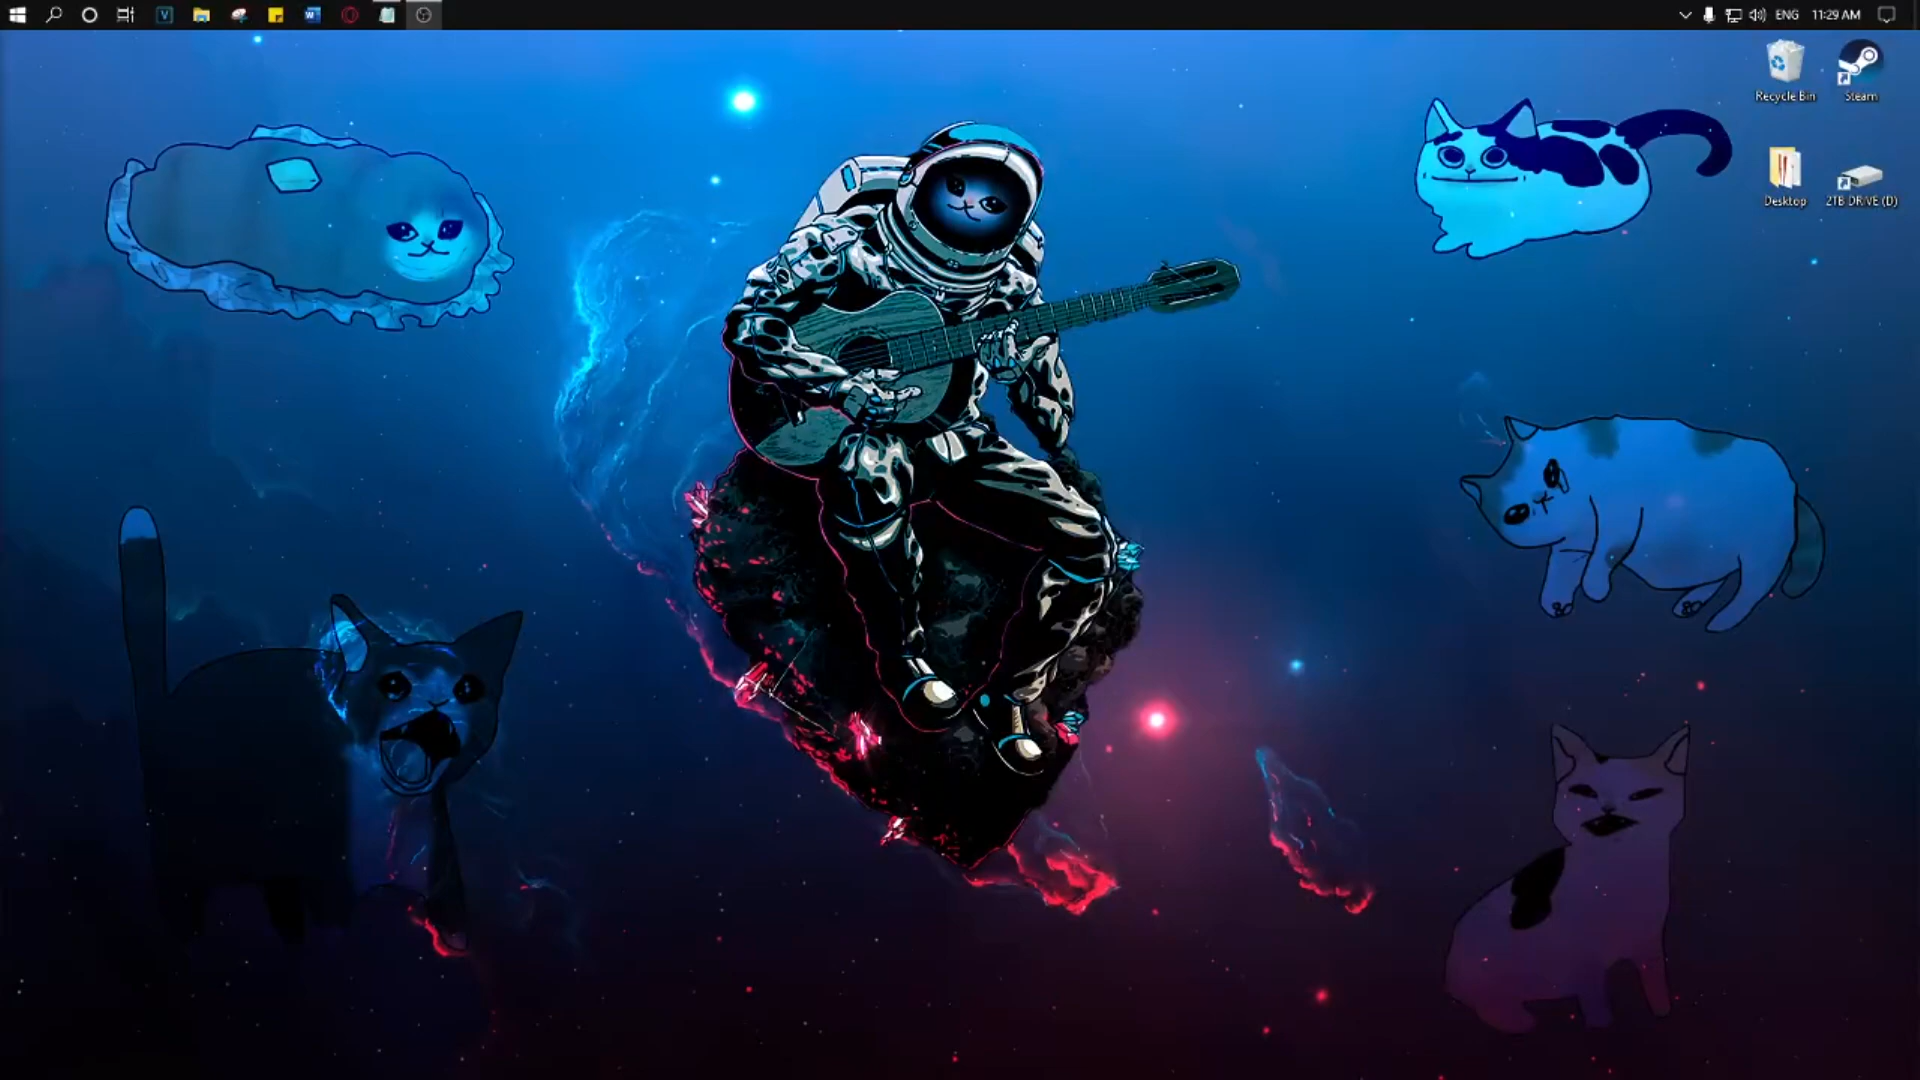 ENG 11:29 AM
Recycle Bin
Steam
Desktop
2TB DRIVE (D)